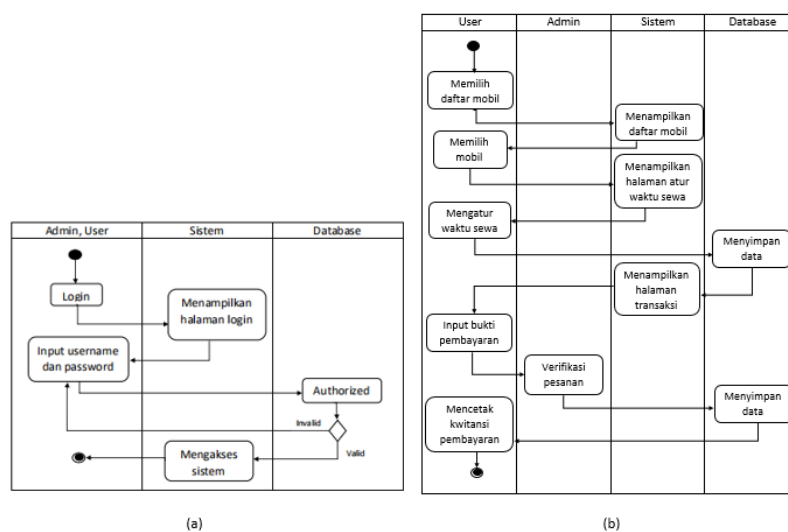 Admin, User
Sistem
Database
Login
Menampilkan
halaman login
Input username
dan password
Authorized
Invalid
Valid
Mengakses
sistem
(a)
User
Admin
Sistem
Database
Memilih
daftar mobil
Menampilkan
daftar mobil
Memilih
mobil
Menampilkan
halaman atur
waktu sewa
Mengatur
waktu sewa
Menyimpan
data
Menampilkan
halaman
transaksi
Input bukti
pembayaran
Verifikasi
pesanan
Menyimpan
data
Mencetak
kwitansi
pembayaran
(b)